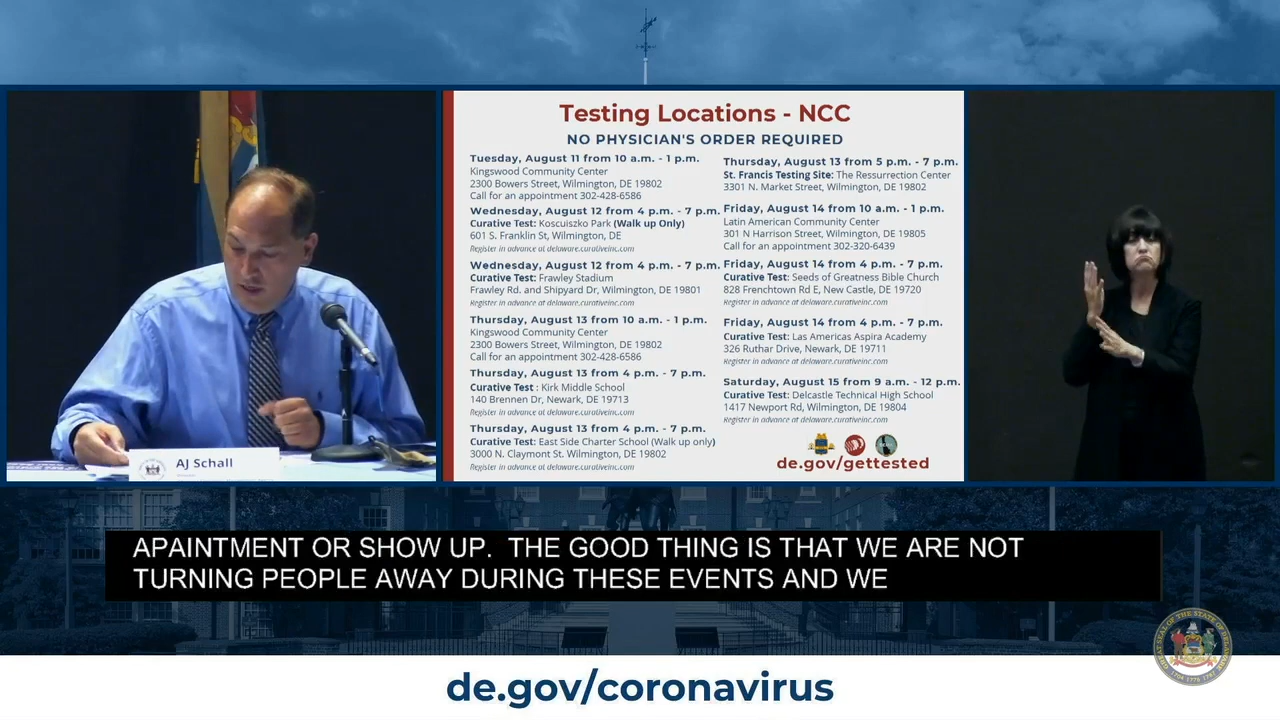 Testing Locations - NCC
NO PHYSICIAN'S ORDER REQUIRED
Tuesday, August 11 from 10 a.m. - 1 p.m.
Kingswood Community Center
2300 Bowers Street, Wilmington, DE 19802
Call for an appointment 302-428-6586
Wednesday, August 12 from 4 p.m. - 7 p.m.
Curative Test: Koscuiszko Park (Walk up Only)
601 S. Franklin St, Wilmington, DE
Register in advance at delaware.curativeinc.com
Wednesday, August 12 from 4 p.m. - 7 p.m.
Curative Test: Frawley Stadium
Frawley Rd. and Shipyard Dr, Wilmington, DE 19801
Register in advance at delaware.curativeinc.com
Thursday, August 13 from 10 a.m. - 1 p.m.
Kingswood Community Center
2300 Bowers Street, Wilmington, DE 19802
Call for an appointment 302-428-6586
Thursday, August 13 from 4 p.m. - 7 p.m.
Curative Test : Kirk Middle School
140 Brennen Dr, Newark, DE 19713
Register in advance at delaware.curativeinc.com
Thursday, August 13 from 4 p.m. - 7 p.m.
Curative Test: East Side Charter School (Walk up only)
3000 N. Claymont St. Wilmington, DE 19802
Register in advance at delaware.curativeinc.com
Thursday, August 13 from 5 p.m. - 7 p.m.
St. Francis Testing Site: The Resurrection Center
3301 N. Market Street, Wilmington, DE 19802
Friday, August 14 from 10 a.m. - 1 p.m.
Latin American Community Center
301 N Harrison Street, Wilmington, DE 19805
Call for an appointment 302-320-6439
Friday, August 14 from 4 p.m. - 7 p.m.
Curative Test: Seeds of Greatness Bible Church
828 Frenchtown Rd E, New Castle, DE 19720
Register in advance at delaware.curativeinc.com
Friday, August 14 from 4 p.m. - 7 p.m.
Curative Test: Las Americas Aspira Academy
326 Ruthar Drive, Newark, DE 19711
Register in advance at delaware.curativeinc.com
Saturday, August 15 from 9 a.m. - 12 p.m.
Curative Test: Delcastle Technical High School
1417 Newport Rd, Wilmington, DE 19804
Register in advance at delaware.curativeinc.com
de.gov/gettested
AJ Schall
APAINTMENT OR SHOW UP.  THE GOOD THING IS THAT WE ARE NOT
TURNING PEOPLE AWAY DURING THESE EVENTS AND WE
de.gov/coronavirus